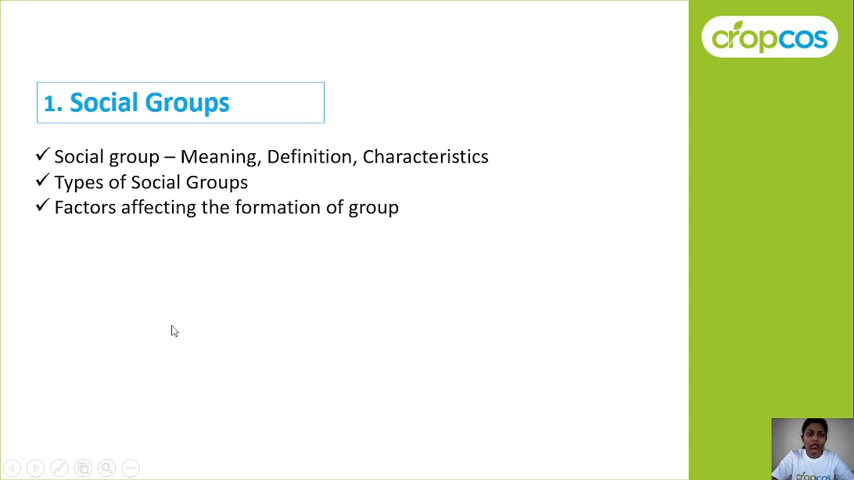 cropcos
1. Social Groups
✓ Social group – Meaning, Definition, Characteristics
✓ Types of Social Groups
✓ Factors affecting the formation of group
cropcos